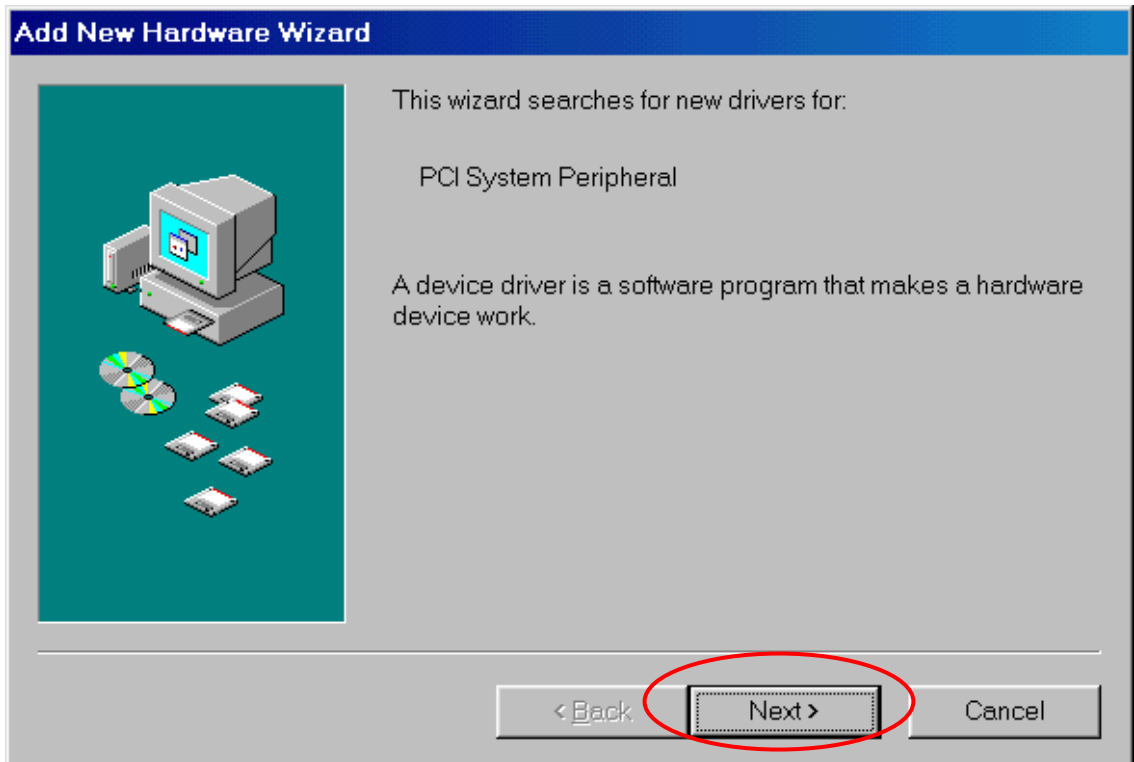 Add New Hardware Wizard
This wizard searches for new drivers for:
PCI System Peripheral
A device driver is a software program that makes a hardware
device work.
< Back
Next >
Cancel